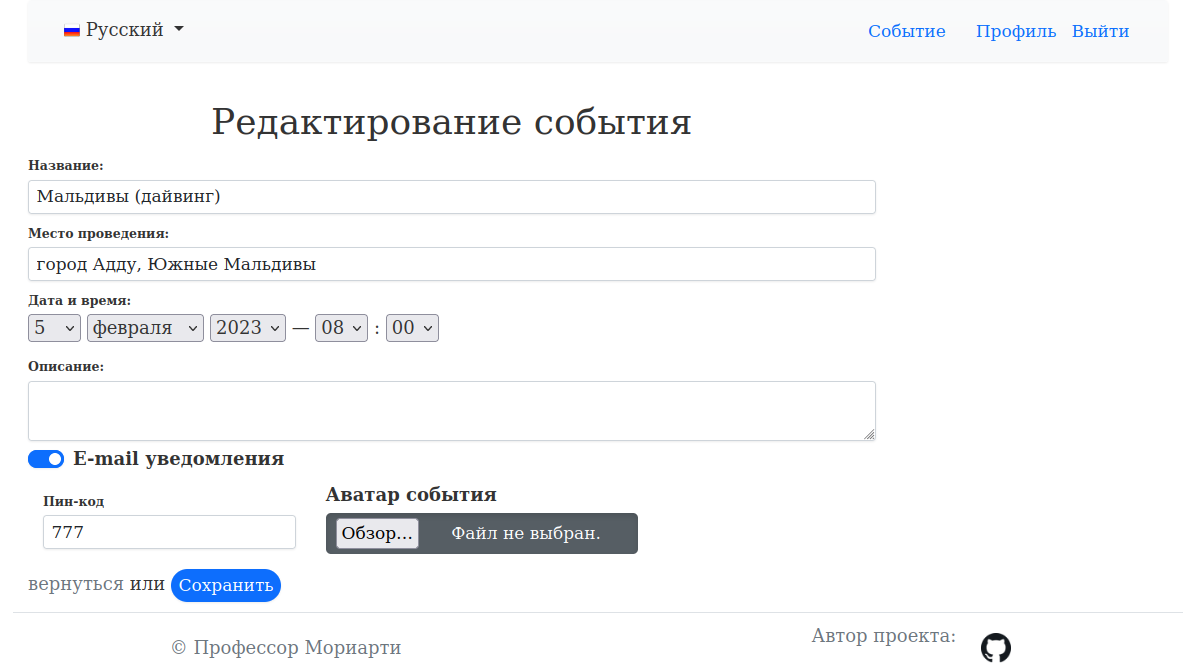 Русский
Событие Профиль Выйти
Редактирование события
Название:
Мальдивы (дайвинг)
Место проведения:
город Адду, Южные Мальдивы
Дата и время:
5 февраля 2023 — 08 : 00
Описание:
E-mail уведомления
Пин-код
777
Аватар события
Обзор... Файл не выбран.
вернуться или Сохранить
© Профессор Мориарти
Автор проекта: